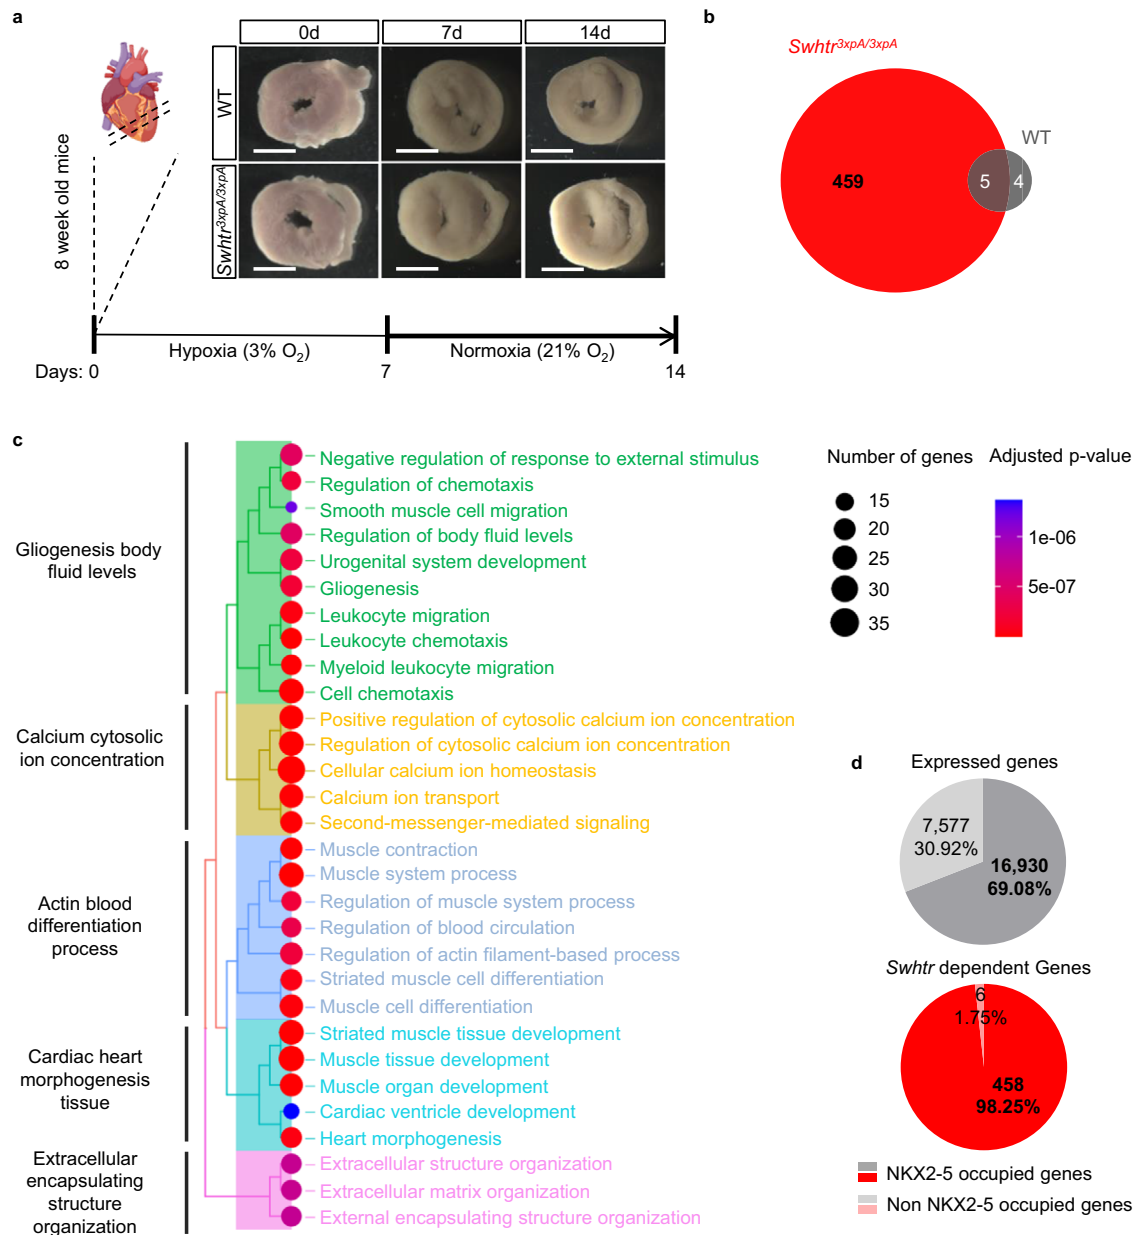 a
0d
7d
14d
WT
Swhtr3xpA/3xpA
8 week old mice
Hypoxia (3% O2)
Normoxia (21% O2)
Days: 0
7
14
b
Swhtr3xpA/3xpA
WT
459
5
4
c
Gliogenesis body
fluid levels
Calcium cytosolic
ion concentration
Actin blood
differentiation
process
Cardiac heart
morphogenesis
tissue
Extracellular
encapsulating
structure
organization
Negative regulation of response to external stimulus
Regulation of chemotaxis
Smooth muscle cell migration
Regulation of body fluid levels
Urogenital system development
Gliogenesis
Leukocyte migration
Leukocyte chemotaxis
Myeloid leukocyte migration
Cell chemotaxis
Positive regulation of cytosolic calcium ion concentration
Regulation of cytosolic calcium ion concentration
Cellular calcium ion homeostasis
Calcium ion transport
Second-messenger-mediated signaling
Muscle contraction
Muscle system process
Regulation of muscle system process
Regulation of blood circulation
Regulation of actin filament-based process
Striated muscle cell differentiation
Muscle cell differentiation
Striated muscle tissue development
Muscle tissue development
Muscle organ development
Cardiac ventricle development
Heart morphogenesis
Extracellular structure organization
Extracellular matrix organization
External encapsulating structure organization
Number of genes
15
20
25
30
35
Adjusted p-value
1e-06
5e-07
d
Expressed genes
7,577
30.92%
16,930
69.08%
Swhtr dependent Genes
6
1.75%
458
98.25%
NKX2-5 occupied genes
Non NKX2-5 occupied genes